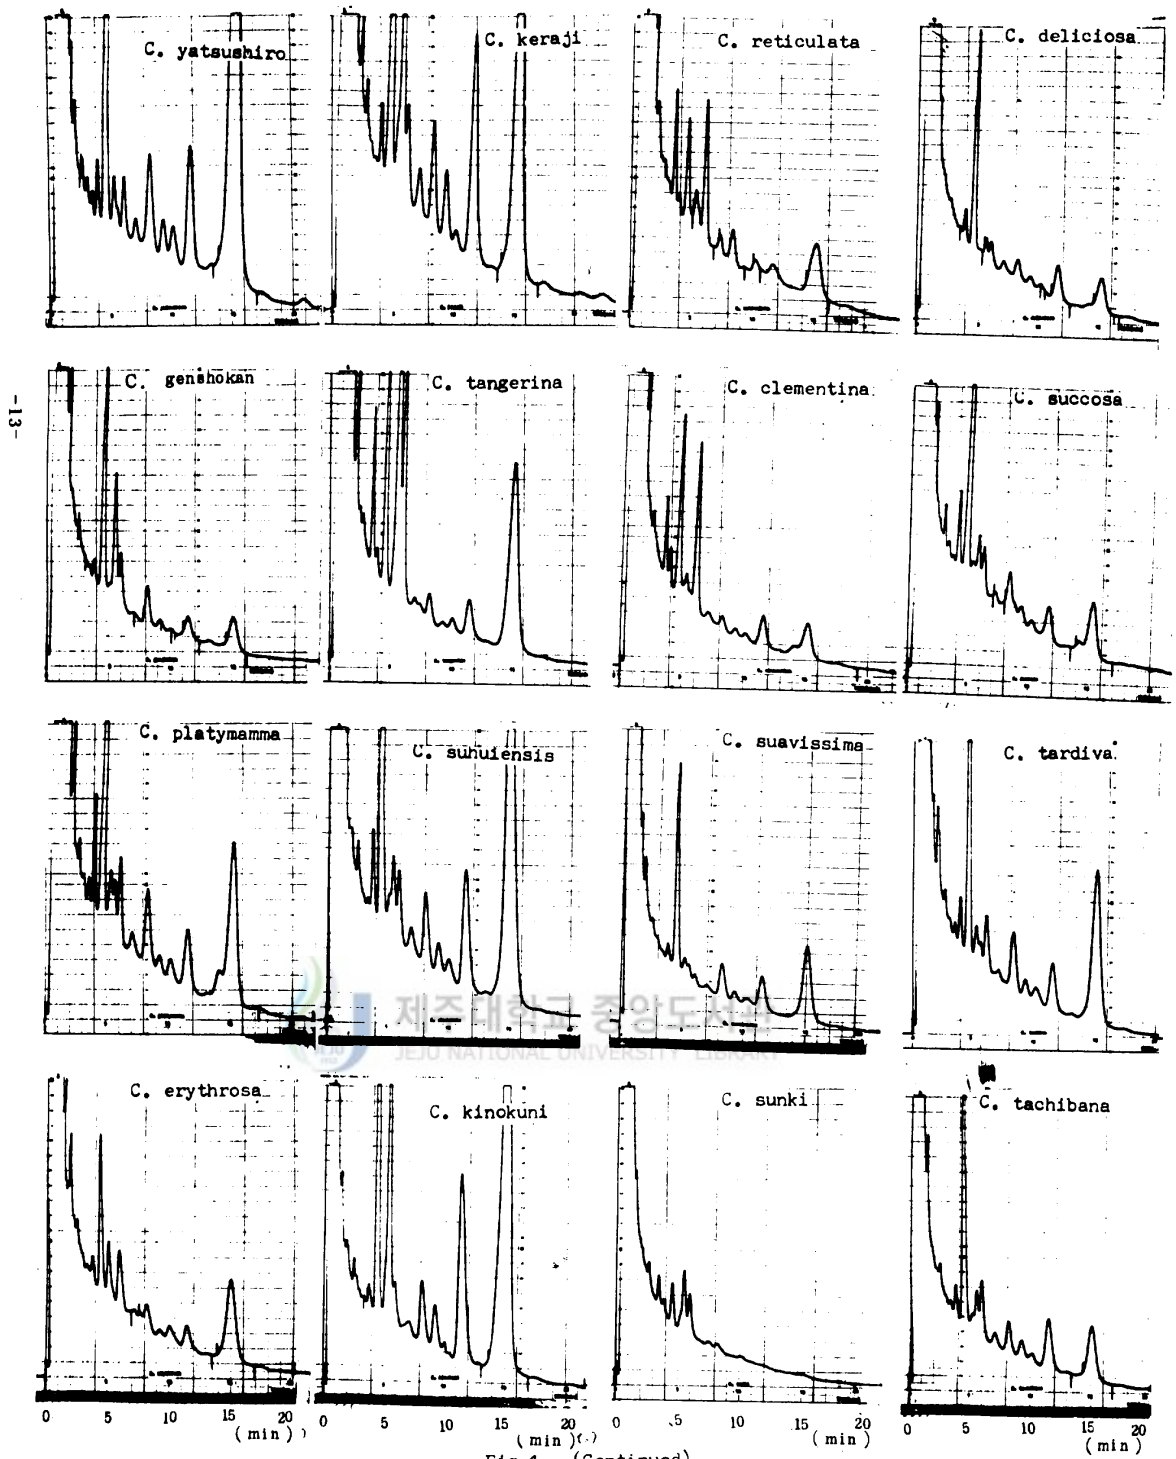 C. yatsushiro
C. keraji
C. reticulata
C. deliciosa
C. genshokan
C. tangerina
C. clementina
C. succosa
-13-
C. platymamma
C. suhuiensis
C. suavissima
C. tardiva
제주대학교 중앙도서관
JEJU NATIONAL UNIVERSITY LIBRARY
C. erythrosa
C. kinokuni
C. sunki
C. tachibana
0 5 10 15 20
(min)
0 5 10 15 20
(min)
0 5 10 15 20
(min)
0 5 10 15 20
(min)
(Continued)